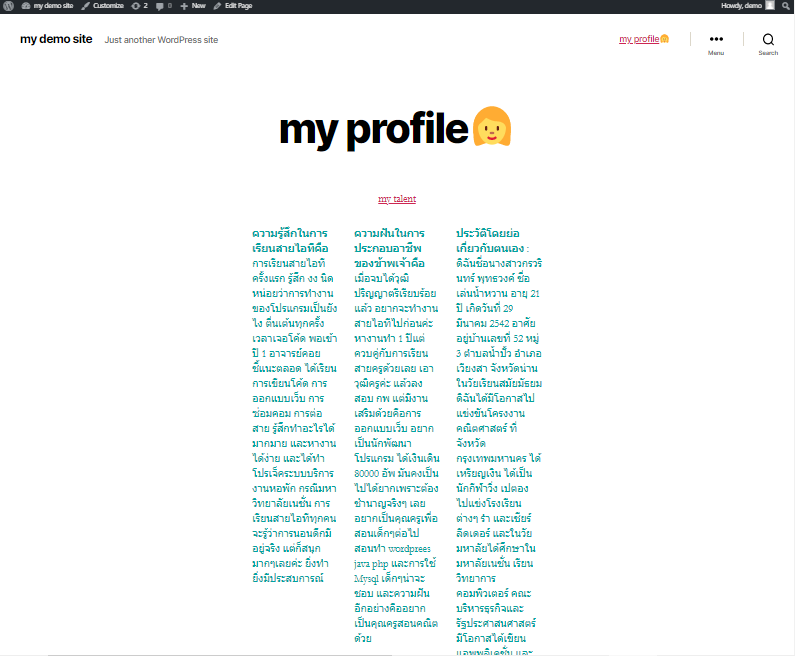 my demo site Customize 2 0 New Edit Page Howdy, demo
my demo site Just another WordPress site my profile Menu Search
my profile
my talent
ความรู้สึกในการ
เรียนสายไอทีคือ
การเรียนสายไอที
ครั้งแรก รู้สึก งง นิด
หน่อยว่าการทำงาน
ของโปรแกรมเป็นยัง
ไง ตื่นเต้นทุกครั้ง
เวลาเจอโค้ด พอเข้า
ปี 1 อาจารย์คอย
ชี้แนะตลอด ได้เรียน
การเขียนโค้ด การ
ออกแบบเว็บ การ
ซ่อมคอม การต่อ
สาย รู้สึกทำอะไรได้
มากมาย และหางาน
ได้ง่าย และได้ทำ
โปรเจ็คระบบบริการ
งานหอพัก กรณีมหา
วิทยาลัยเนชั่น การ
เรียนสายไอทีทุกคน
จะรู้ว่าการนอนดึกมี
อยู่จริง แต่ก็สนุก
มากๆเลยค่ะ ยิ่งทำ
ยิ่งมีประสบการณ์
ความฝันในการ
ประกอบอาชีพ
ของข้าพเจ้าคือ
เมื่อจบได้วุฒิ
ปริญญาตรีเรียบร้อย
แล้ว อยากจะทำงาน
สายไอทีไปก่อนค่ะ
หางานทำ 1 ปีแต่
ควบคู่กับการเรียน
สายครูด้วยเลย เอา
วุฒิครูค่ะ แล้วลง
สอบ กพ แต่มีงาน
เสริมด้วยคือการ
ออกแบบเว็บ อยาก
เป็นนักพัฒนา
โปรแกรม ได้เงินเดิน
80000 อัพ มันคงเป็น
ไปได้ยากเพราะต้อง
ชำนาญจริงๆ เลย
อยากเป็นคุณครูเพื่อ
สอนเด็กๆต่อไป
สอนทำ wordprees
java php และการใช้
Mysql เด็กๆน่าจะ
ชอบ และความฝัน
อีกอย่างคืออยาก
เป็นคุณครูสอนคณิต
ด้วย
ประวัติโดยย่อ
เกี่ยวกับตนเอง :
ดิฉันชื่อนางสาวกรวริ
นทร์ พุทธวงค์ ชื่อ
เล่นน้ำหวาน อายุ 21
ปี เกิดวันที่ 29
มีนาคม 2542 อาศัย
อยู่บ้านเลขที่ 52 หมู่
3 ตำบลน้ำปั้ว อำเภอ
เวียงสา จังหวัดน่าน
ในวัยเรียนสมัยมัธยม
ดิฉันได้มีโอกาสไป
แข่งขันโครงงาน
คณิตศาสตร์ ที่
จังหวัด
กรุงเทพมหานคร ได้
เหรียญเงิน ได้เป็น
นักกีฬาวิ่ง เปตอง
ไปแข่งโรงเรียน
ต่างๆ รำ และเชียร์
ลีดเดอร์ และในวัย
มหาลัยได้ศึกษาใน
มหาลัยเนชั่น เรียน
วิทยาการ
คอมพิวเตอร์ คณะ
บริหารธุรกิจและ
รัฐประศาสนศาสตร์
มีโอกาสได้เขียน
แอพพลิเคชั่น และ